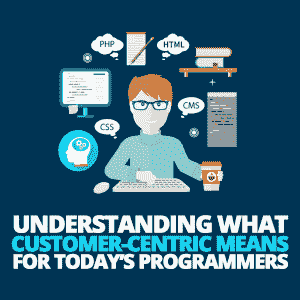 PHP
HTML
CMS
CSS
UNDERSTANDING WHAT
CUSTOMER-CENTRIC MEANS
FOR TODAY'S PROGRAMMERS